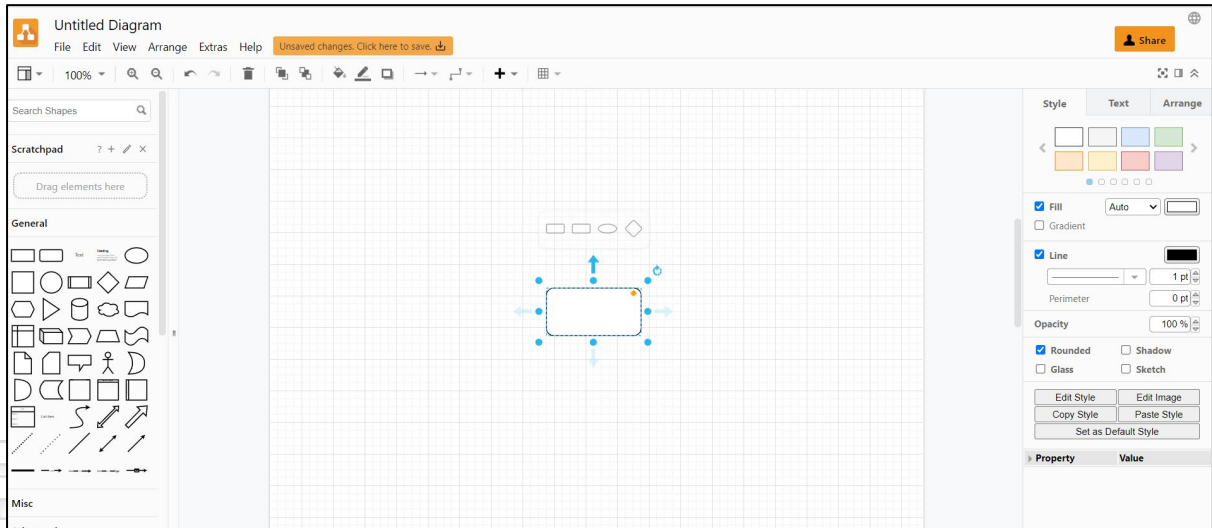 Untitled Diagram
File Edit View Arrange Extras Help Unsaved changes. Click here to save.
Share
100%
Search Shapes
Scratchpad ? + ×
Drag elements here
General
Text
Heading
Misc
Style Text Arrange
Fill Auto
Gradient
Line
1 pt
Perimeter 0 pt
Opacity 100 %
Rounded Shadow
Glass Sketch
Edit Style Edit Image
Copy Style Paste Style
Set as Default Style
Property Value